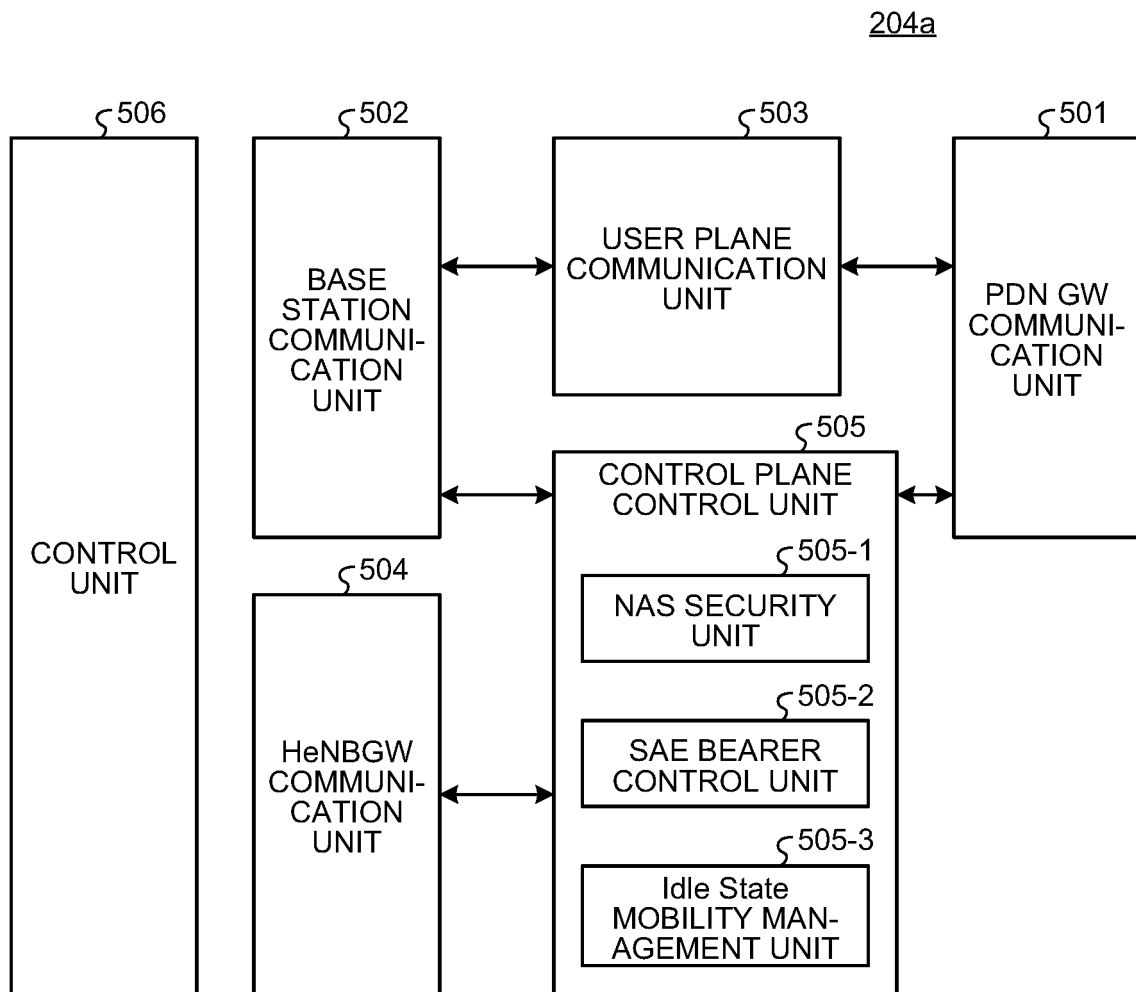 204a
506
502
503
501
CONTROL
UNIT
BASE
STATION
COMMUNI-
CATION
UNIT
USER PLANE
COMMUNICATION
UNIT
PDN GW
COMMUNI-
CATION
UNIT
505
CONTROL PLANE
CONTROL UNIT
504
HeNBGW
COMMUNI-
CATION
UNIT
505-1
NAS SECURITY
UNIT
505-2
SAE BEARER
CONTROL UNIT
505-3
Idle State
MOBILITY MAN-
AGEMENT UNIT